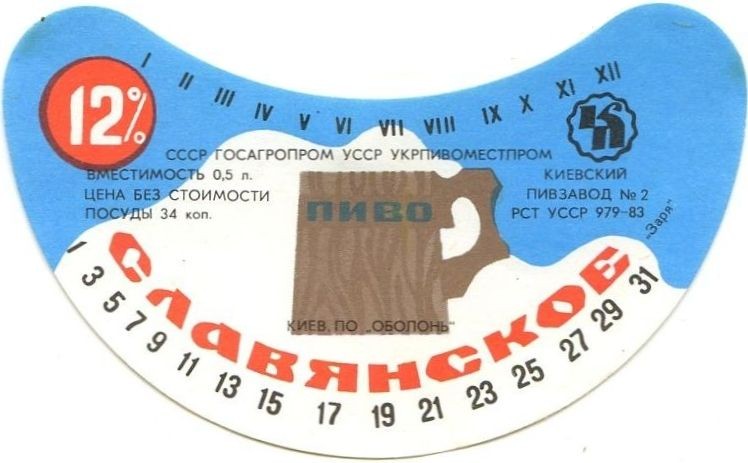 I II III IV V VI VII VIII IX X XI XII
12%
КП
СССР ГОСАГРОПРОМ УССР УКРПИВОМЕСТПРОМ
ВМЕСТИМОСТЬ 0,5 л.
ЦЕНА БЕЗ СТОИМОСТИ
ПОСУДЫ 34 коп.
КИЕВСКИЙ
ПИВЗАВОД № 2
РСТ УССР 979-83
„Заря"
ПИВО
КИЕВ, ПО „ОБОЛОНЬ"
СЛАВЯНСКОЕ
1 3 5 7 9 11 13 15 17 19 21 23 25 27 29 31